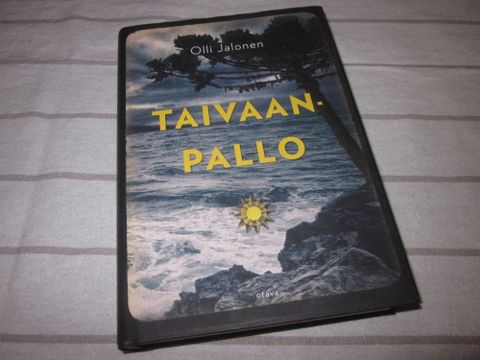 Olli Jalonen
TAIVAAN-
PALLO
otava